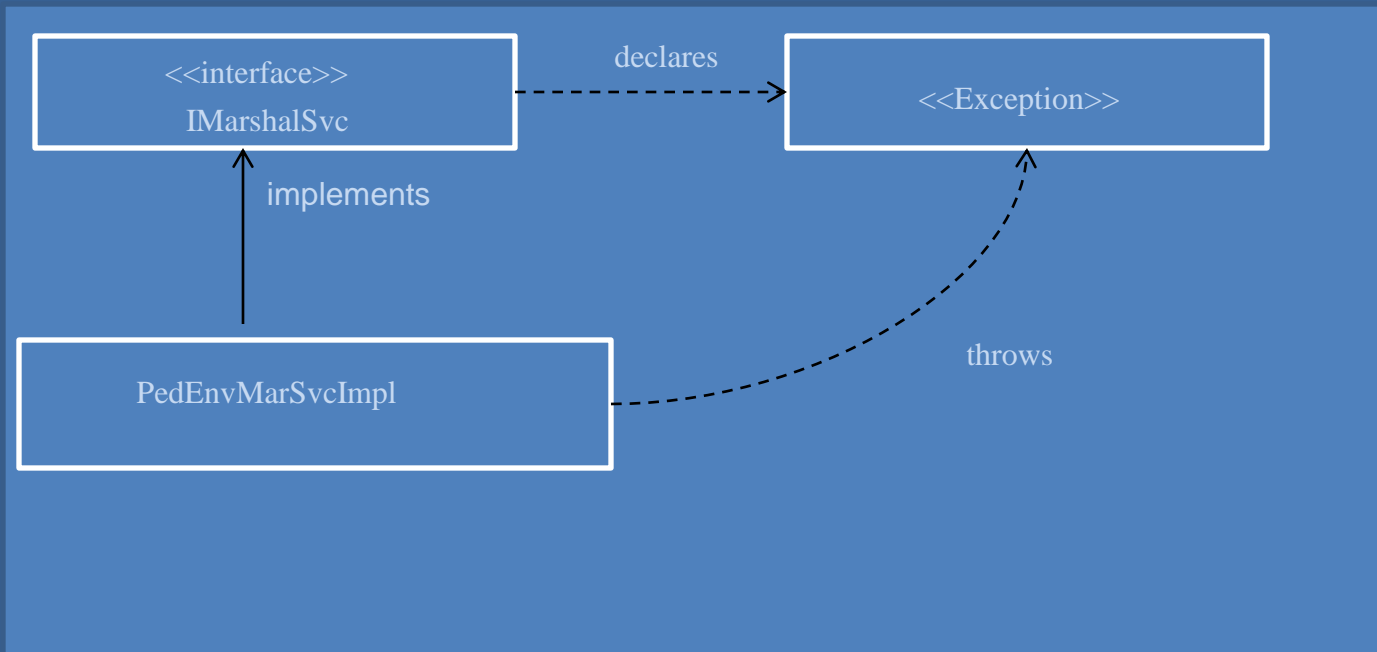 <<interface>>
IMarshalSvc
declares
<<Exception>>
implements
throws
PedEnvMarSvcImpl